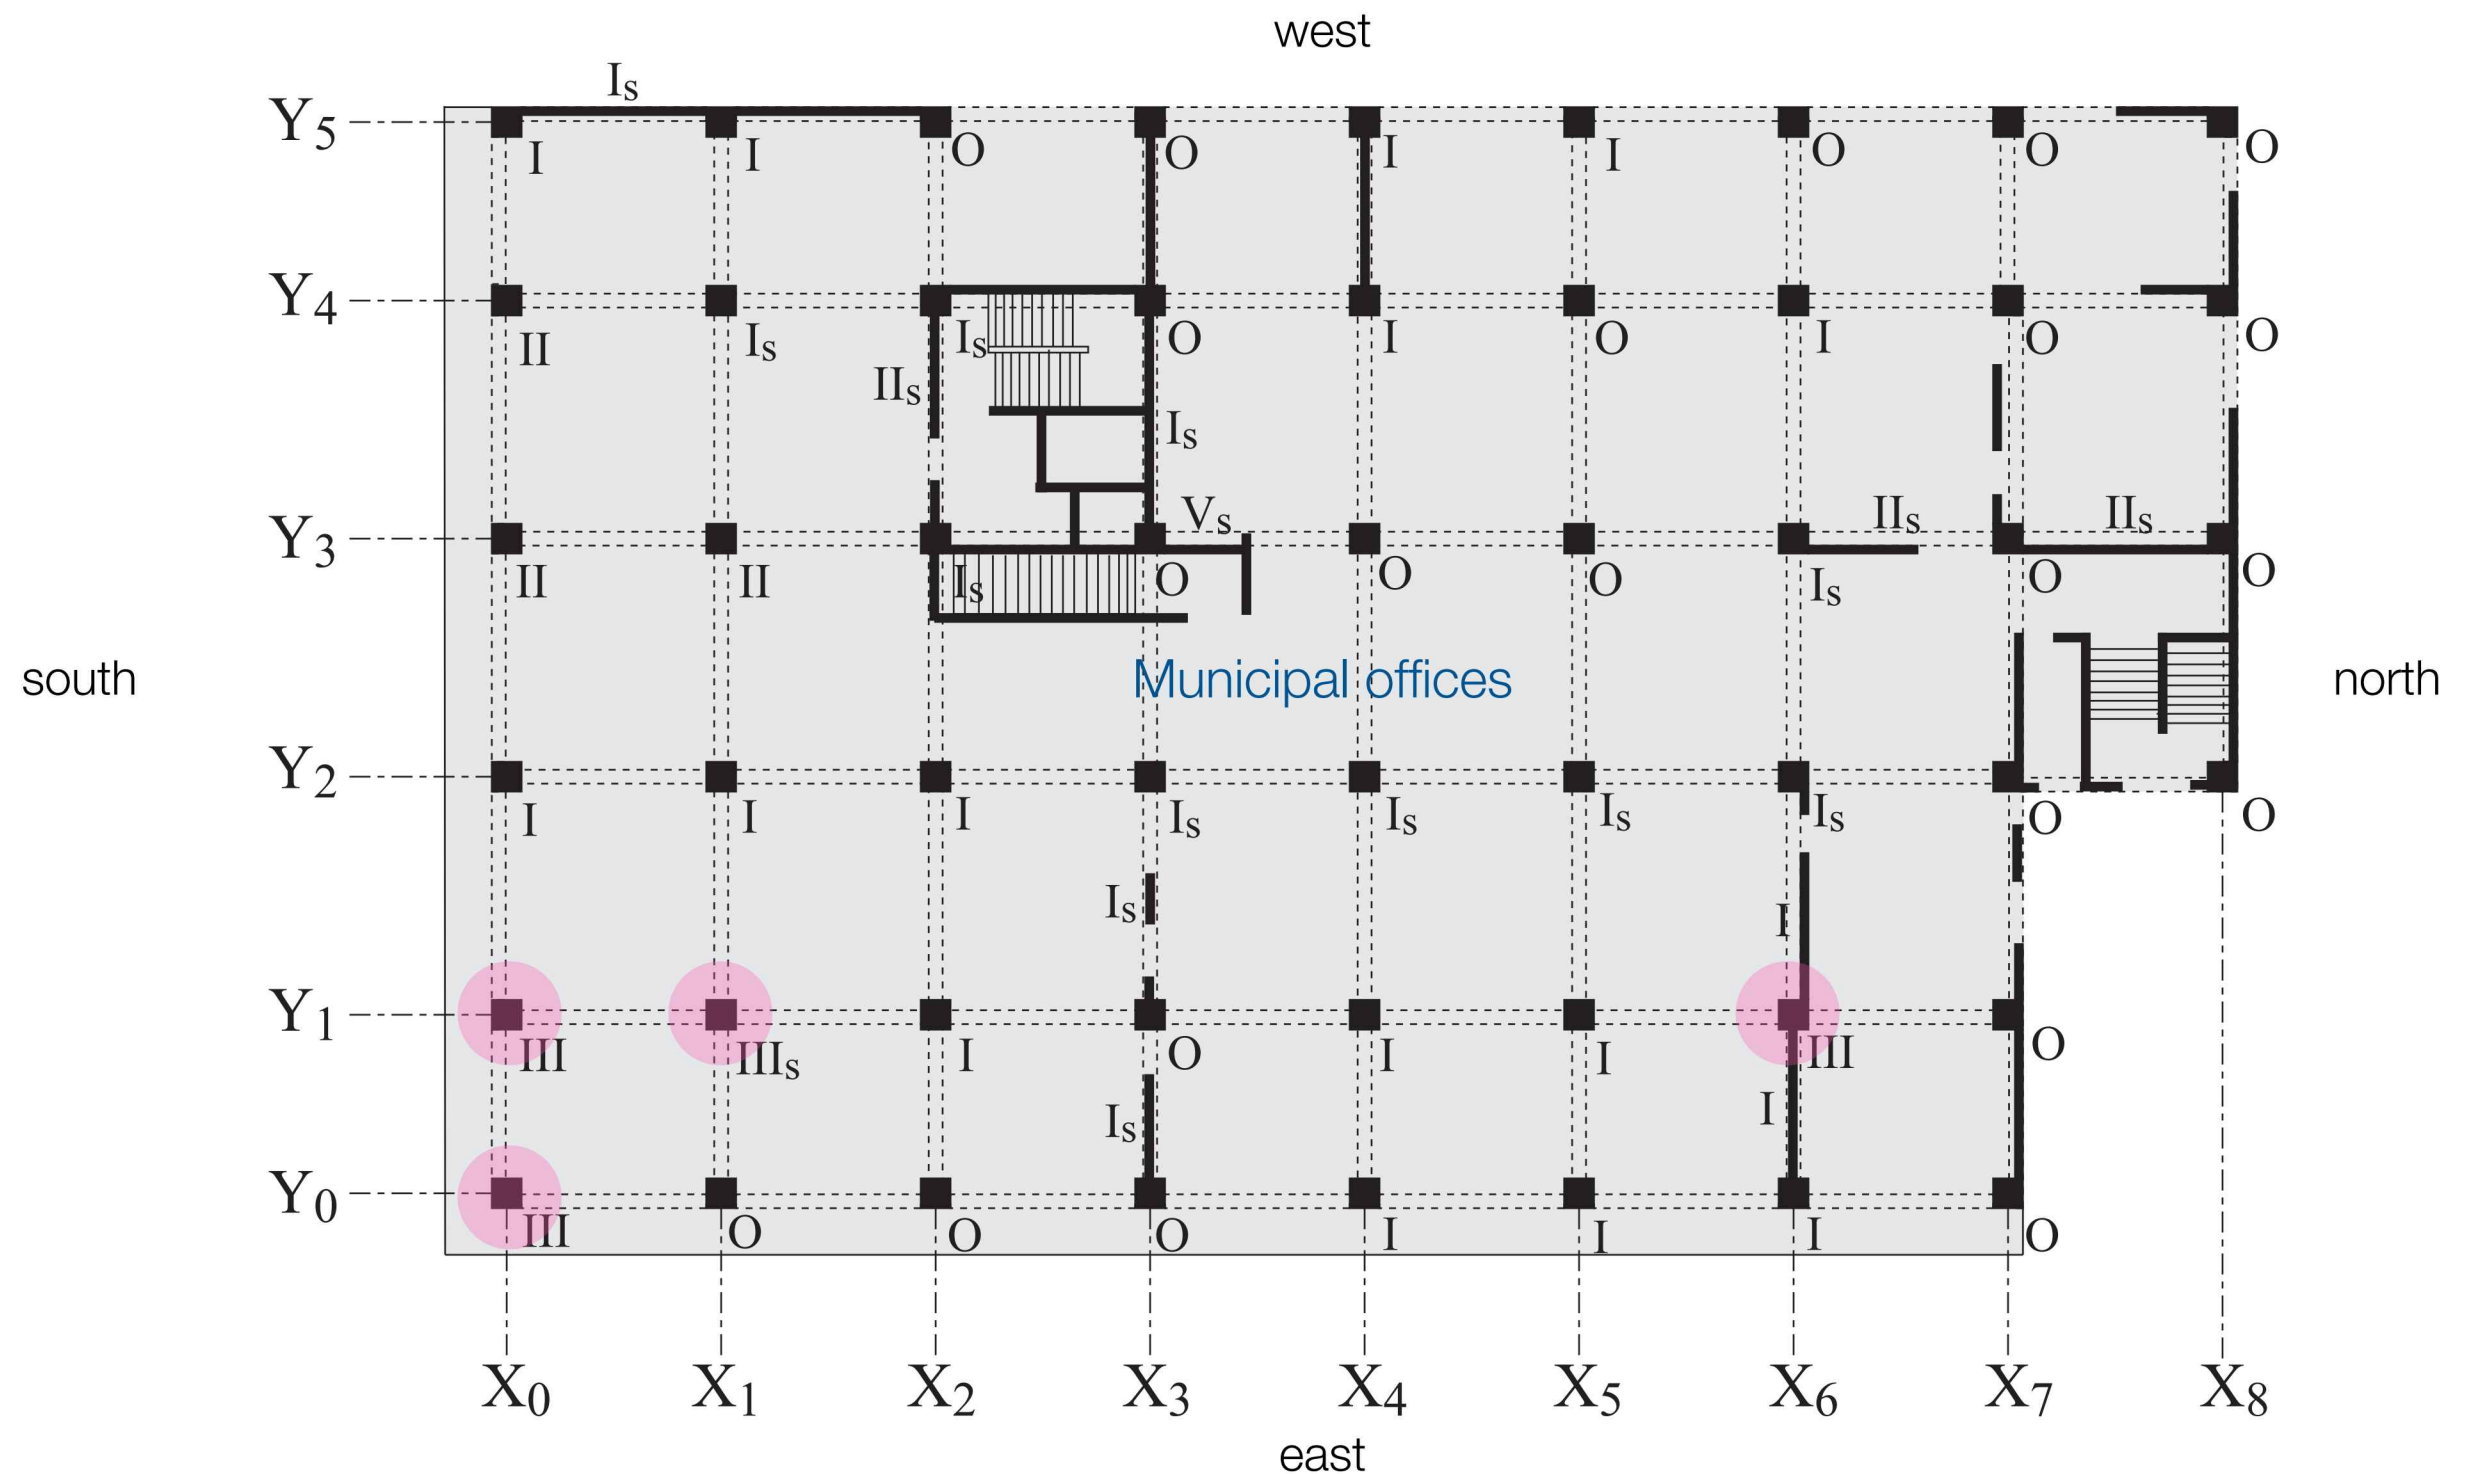 west
Is
Y5
I I O O I I O O O
Y4
II Is Is O I O I O O
IIs
Is
Vs IIs IIs
Y3
II II Is O O O Is O O
south Municipal offices north
Y2
I I I Is Is Is Is O O
Is I
Y1
III IIIs I O I I III O
Is I
Y0
III O O O I I I O
X0 X1 X2 X3 X4 X5 X6 X7 X8
east